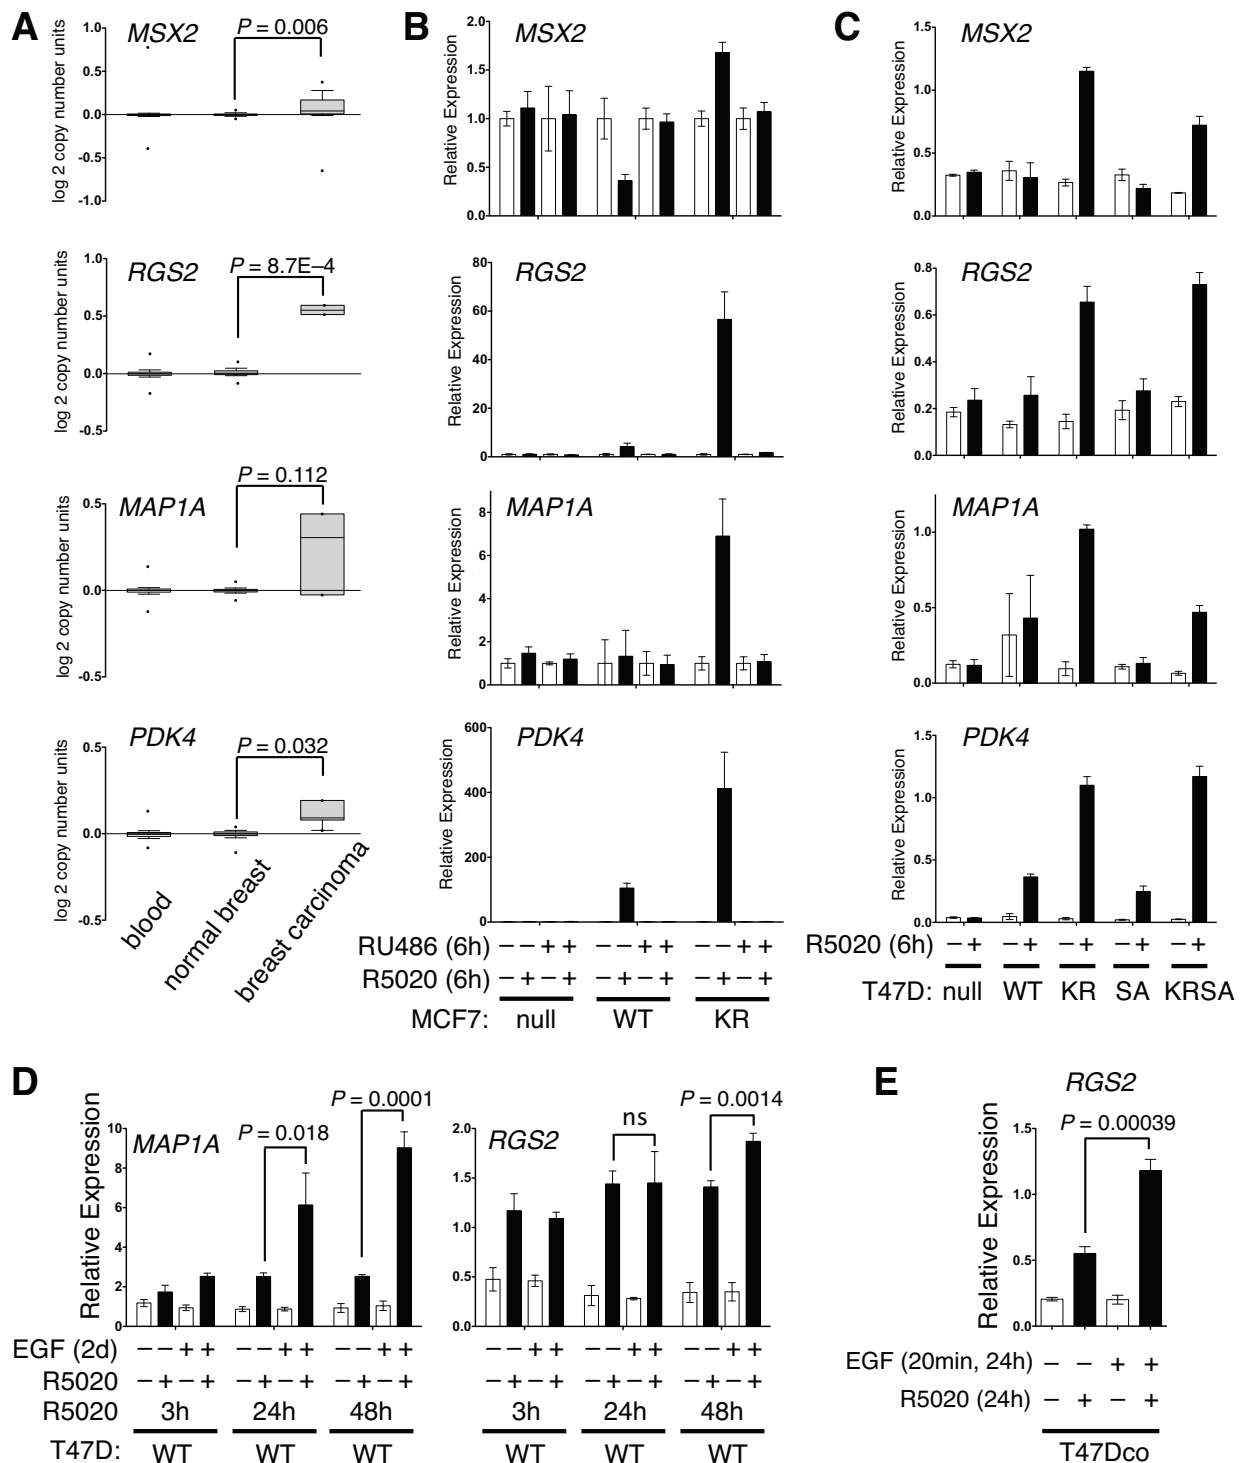 A
MSX2
P = 0.006
log 2 copy number units
1.0
0.5
0.0
-0.5
-1.0
RGS2
P = 8.7E–4
log 2 copy number units
1.0
0.5
0.0
-0.5
MAP1A
P = 0.112
log 2 copy number units
0.5
0.0
-0.5
PDK4
P = 0.032
log 2 copy number units
0.5
0.0
-0.5
blood
normal breast
breast carcinoma
B
MSX2
Relative Expression
2.0
1.5
1.0
0.5
0.0
RGS2
Relative Expression
80
60
40
20
0
MAP1A
Relative Expression
8
6
4
2
0
PDK4
Relative Expression
600
400
200
0
RU486 (6h) – – + + – – + + – – + +
R5020 (6h) – + – + – + – + – + – +
MCF7: null WT KR
C
MSX2
Relative Expression
1.5
1.0
0.5
0.0
RGS2
Relative Expression
0.8
0.6
0.4
0.2
0.0
MAP1A
Relative Expression
1.0
0.5
0.0
PDK4
Relative Expression
1.5
1.0
0.5
0.0
R5020 (6h) – + – + – + – + – +
T47D: null WT KR SA KRSA
D
MAP1A
P = 0.018
P = 0.0001
Relative Expression
10
8
6
4
2
0
RGS2
ns
P = 0.0014
2.0
1.5
1.0
0.5
0.0
EGF (2d) – – + + – – + + – – + + – – + + – – + + – – + +
R5020 – + – + – + – + – + – + – + – + – + – + – + – +
R5020 3h 24h 48h 3h 24h 48h
T47D: WT WT WT WT WT WT
E
RGS2
P = 0.00039
Relative Expression
1.5
1.0
0.5
0.0
EGF (20min, 24h) – – + +
R5020 (24h) – + – +
T47Dco